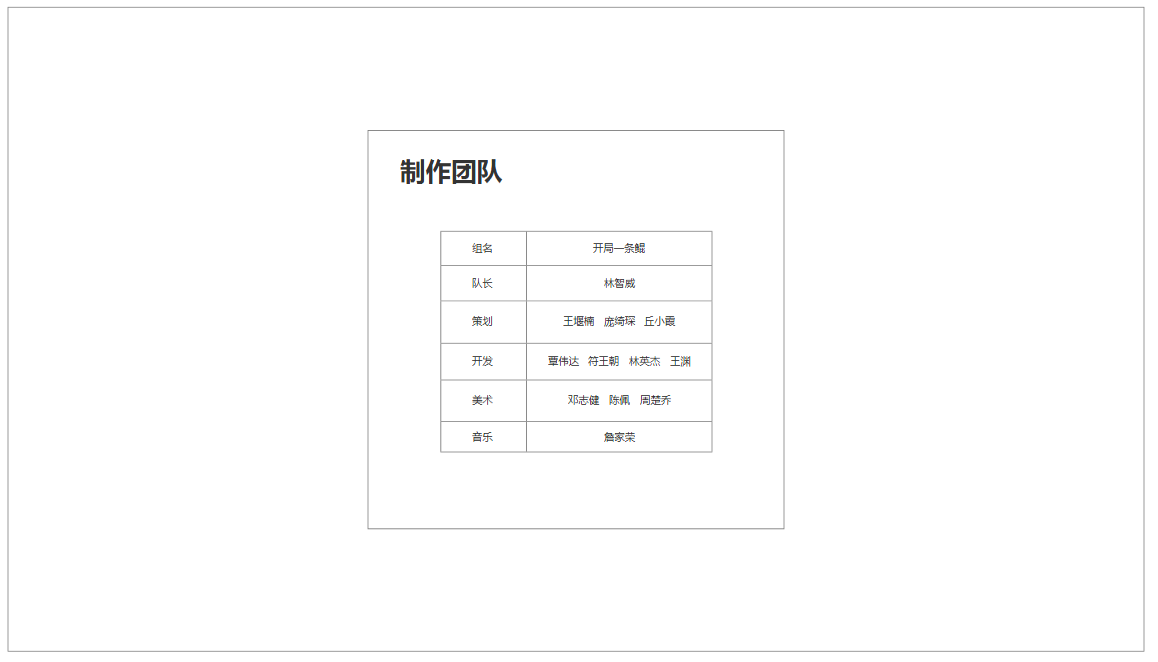 制作团队
组名 开局一条鲲
队长 林智威
策划 王堰楠 庞绮琛 丘小霞
开发 覃伟达 符王朝 林英杰 王渊
美术 邓志健 陈佩 周楚乔
音乐 詹家荣